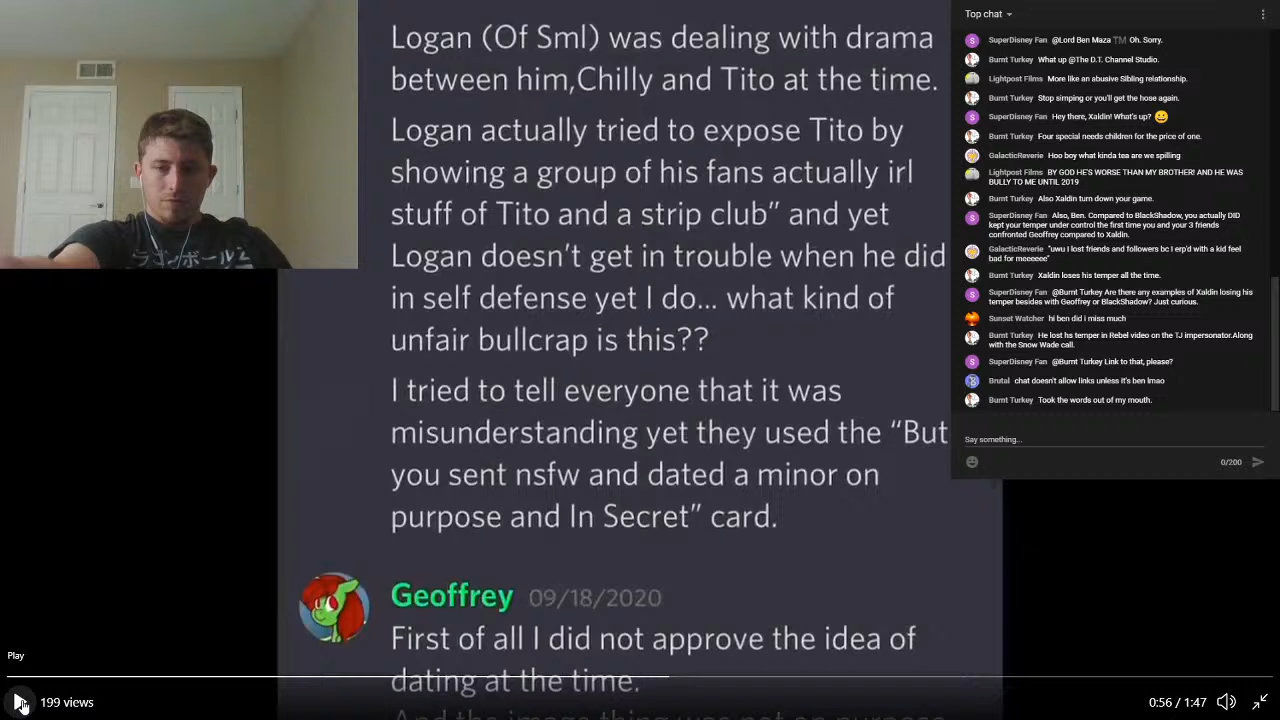 Logan (Of Sml) was dealing with drama
between him,Chilly and Tito at the time.
Logan actually tried to expose Tito by
showing a group of his fans actually irl
stuff of Tito and a strip club” and yet
Logan doesn’t get in trouble when he did
in self defense yet I do... what kind of
unfair bullcrap is this??
I tried to tell everyone that it was
misunderstanding yet they used the “But
you sent nsfw and dated a minor on
purpose and In Secret” card.
Geoffrey 09/18/2020
First of all I did not approve the idea of
dating at the time.
And the image thing was not on purpose
Play
199 views
0:56 / 1:47
ラゴンボールZ
Top chat
SuperDisney Fan @Lord Ben Maza TM Oh. Sorry.
Burnt Turkey What up @The D.T. Channel Studio.
Lightpost Films More like an abusive Sibling relationship.
Burnt Turkey Stop simping or you'll get the hose again.
SuperDisney Fan Hey there, Xaldin! What's up? 😀
Burnt Turkey Four special needs children for the price of one.
GalacticReverie Hoo boy what kinda tea are we spilling
Lightpost Films BY GOD HE'S WORSE THAN MY BROTHER! AND HE WAS
BULLY TO ME UNTIL 2019
Burnt Turkey Also Xaldin turn down your game.
SuperDisney Fan Also, Ben. Compared to BlackShadow, you actually DID
kept your temper under control the first time you and your 3 friends
confronted Geoffrey compared to Xaldin.
GalacticReverie "uwu I lost friends and followers bc I erp'd with a kid feel
bad for meeeeee"
Burnt Turkey Xaldin loses his temper all the time.
SuperDisney Fan @Burnt Turkey Are there any examples of Xaldin losing his
temper besides with Geoffrey or BlackShadow? Just curious.
Sunset Watcher hi ben did i miss much
Burnt Turkey He lost his temper in Rebel video on the TJ impersonator.Along
with the Snow Wade call.
SuperDisney Fan @Burnt Turkey Link to that, please?
Brutal chat doesn't allow links unless it's ben lmao
Burnt Turkey Took the words out of my mouth.
Say something...
0/200